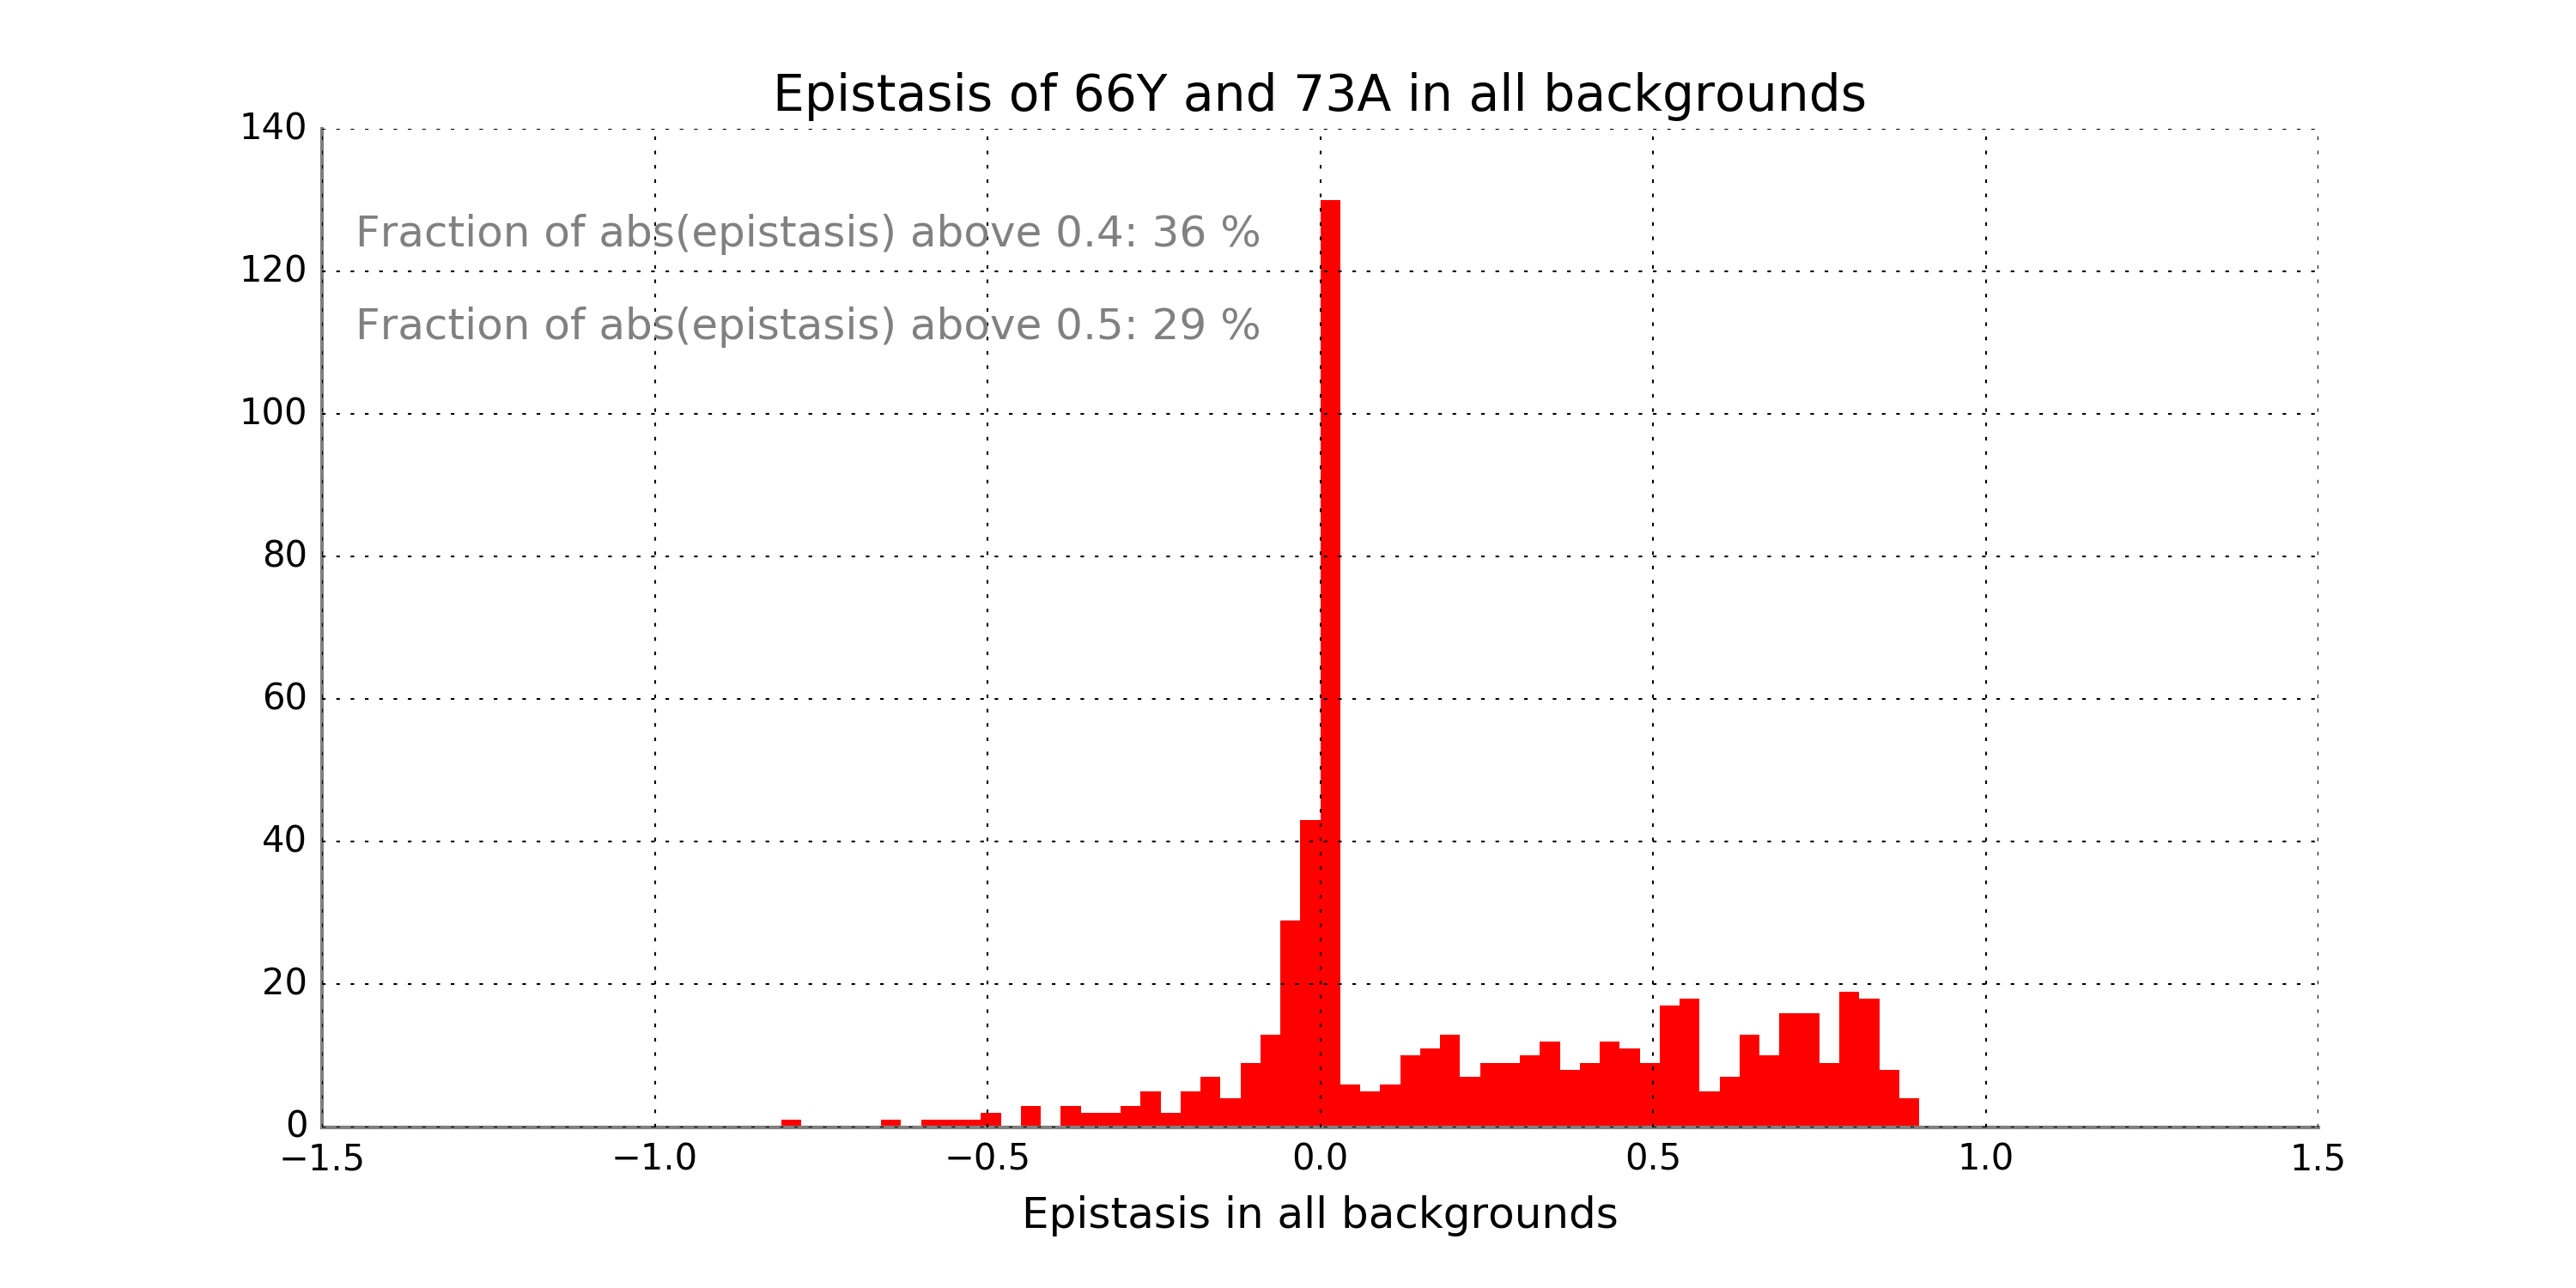 Epistasis of 66Y and 73A in all backgrounds
140
Fraction of abs(epistasis) above 0.4: 36 %
120
Fraction of abs(epistasis) above 0.5: 29 %
100
80
60
40
20
0
−1.5 −1.0 −0.5 0.0 0.5 1.0 1.5
Epistasis in all backgrounds